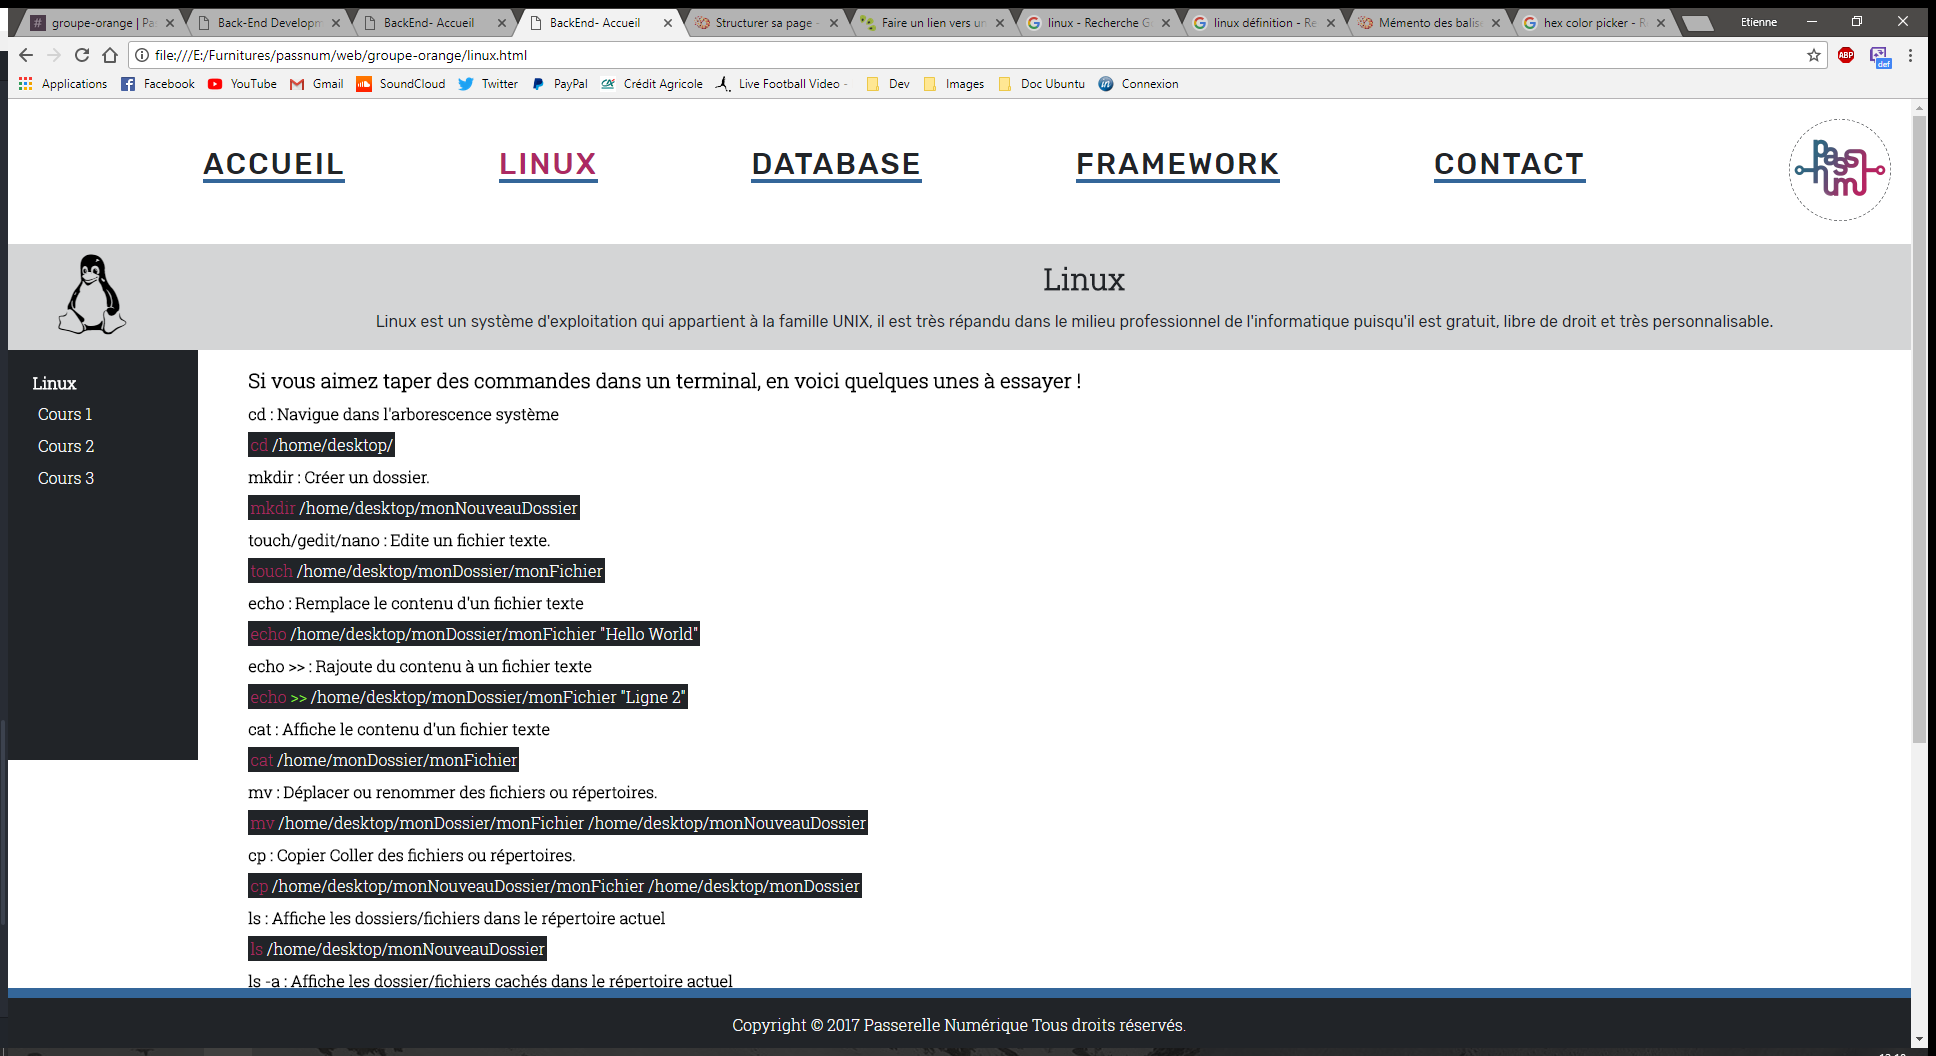 groupe-orange | Pa
Back-End Developm
BackEnd- Accueil
BackEnd- Accueil
Structurer sa page -
Faire un lien vers un
linux - Recherche G
linux définition - Re
Mémento des balis
hex color picker - R
Etienne
file:///E:/Furnitures/passnum/web/groupe-orange/linux.html
ABP
def
Applications
Facebook
YouTube
Gmail
SoundCloud
Twitter
PayPal
Crédit Agricole
Live Football Video -
Dev
Images
Doc Ubuntu
Connexion
ACCUEIL
LINUX
DATABASE
FRAMEWORK
CONTACT
pass
num
Linux
Linux est un système d'exploitation qui appartient à la famille UNIX, il est très répandu dans le milieu professionnel de l'informatique puisqu'il est gratuit, libre de droit et très personnalisable.
Linux
Cours 1
Cours 2
Cours 3
Si vous aimez taper des commandes dans un terminal, en voici quelques unes à essayer !
cd : Navigue dans l'arborescence système
cd /home/desktop/
mkdir : Créer un dossier.
mkdir /home/desktop/monNouveauDossier
touch/gedit/nano : Edite un fichier texte.
touch /home/desktop/monDossier/monFichier
echo : Remplace le contenu d'un fichier texte
echo /home/desktop/monDossier/monFichier "Hello World"
echo >> : Rajoute du contenu à un fichier texte
echo >> /home/desktop/monDossier/monFichier "Ligne 2"
cat : Affiche le contenu d'un fichier texte
cat /home/monDossier/monFichier
mv : Déplacer ou renommer des fichiers ou répertoires.
mv /home/desktop/monDossier/monFichier /home/desktop/monNouveauDossier
cp : Copier Coller des fichiers ou répertoires.
cp /home/desktop/monNouveauDossier/monFichier /home/desktop/monDossier
ls : Affiche les dossiers/fichiers dans le répertoire actuel
ls /home/desktop/monNouveauDossier
ls -a : Affiche les dossier/fichiers cachés dans le répertoire actuel
Copyright © 2017 Passerelle Numérique Tous droits réservés.